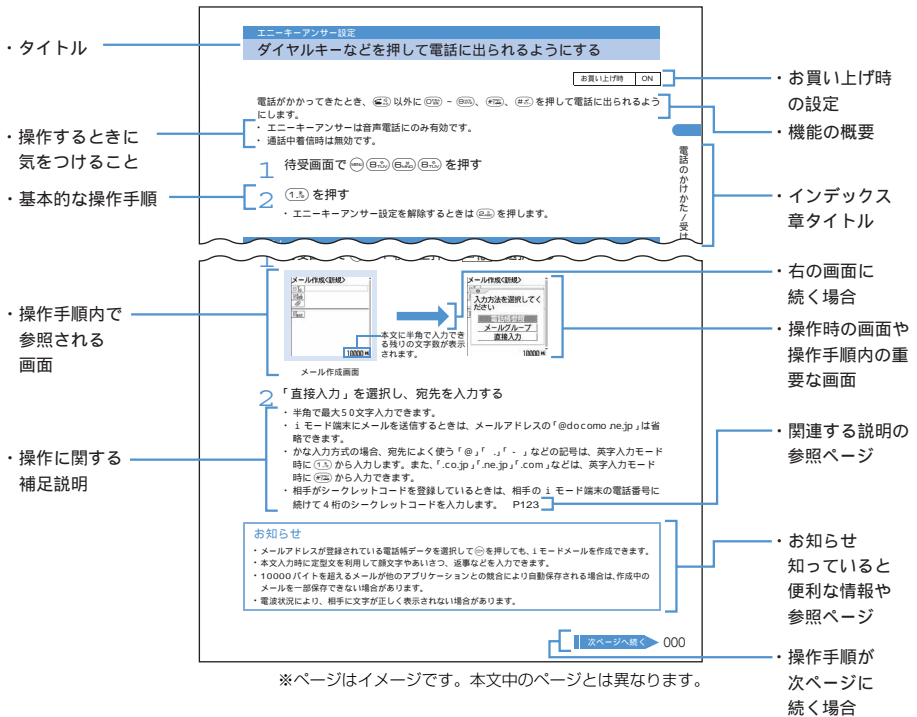 ・タイトル
・操作するときに
気をつけること
・基本的な操作手順
・操作手順内で
参照される
画面
・操作に関する
補足説明
エニーキーアンサー設定
ダイヤルキーなどを押して電話に出られるようにする
お買い上げ時 ON
電話がかかってきたとき、以外に ~ 、、を押して電話に出られるよう
にします。
・ エニーキーアンサーは音声電話にのみ有効です。
・ 通話中着信時は無効です。
1 待受画面で を押す
2 を押す
・ エニーキーアンサー設定を解除するときは を押します。
電話のかけかた/受け
メール作成<新規>
10000
メール作成画面
本文に半角で入力でき
る残りの文字数が表示
されます。
メール作成<新規>
入力方法を選択してく
ださい
電話帳参照
メールグループ
直接入力
10000
2 「直接入力」を選択し、宛先を入力する
・ 半角で最大50文字入力できます。
・ iモード端末にメールを送信するときは、メールアドレスの「@docomo.ne.jp」は省
略できます。
・ かな入力方式の場合、宛先によく使う「@」「.」「-」などの記号は、英字入力モード
時に から入力します。また、「.co.jp」「.ne.jp」「.com」などは、英字入力モード
時に から入力できます。
・ 相手がシークレットコードを登録しているときは、相手の iモード端末の電話番号に
続けて4桁のシークレットコードを入力します。 P123
お知らせ
・ メールアドレスが登録されている電話帳データを選択して を押しても、iモードメールを作成できます。
・ 本文入力時に定型文を利用して顔文字やあいさつ、返事などを入力できます。
・ 10000バイトを超えるメールが他のアプリケーションとの競合により自動保存される場合は、作成中の
メールを一部保存できない場合があります。
・ 電波状況により、相手に文字が正しく表示されない場合があります。
次ページへ続く 000
・お買い上げ時
の設定
・機能の概要
・インデックス
章タイトル
・右の画面に
続く場合
・操作時の画面や
操作手順内の重
要な画面
・関連する説明の
参照ページ
・お知らせ
知っていると
便利な情報や
参照ページ
・操作手順が
次ページに
続く場合
※ページはイメージです。本文中のページとは異なります。